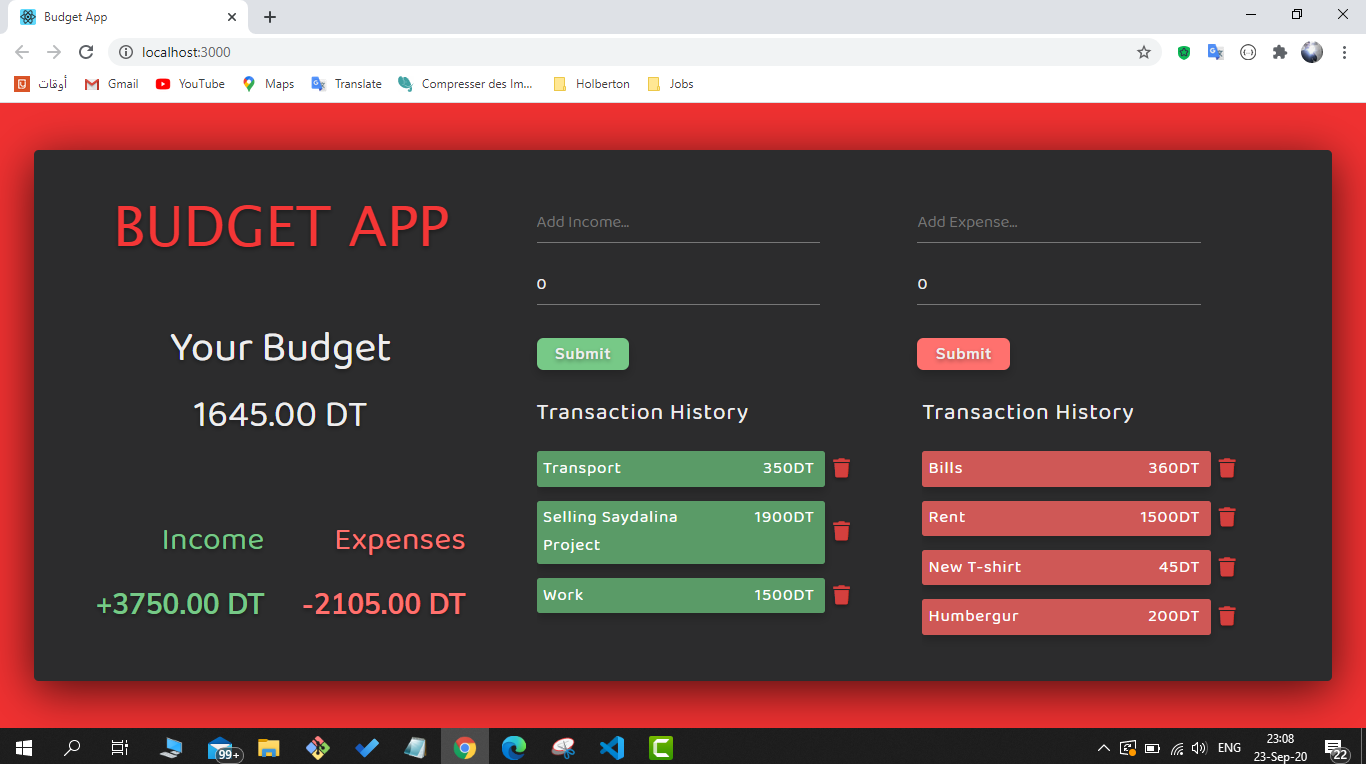 Budget App
localhost:3000
أوقات
Gmail
YouTube
Maps
Translate
Compresser des Im...
Holberton
Jobs
BUDGET APP
Your Budget
1645.00 DT
Income
Expenses
+3750.00 DT
-2105.00 DT
Add Income...
0
Submit
Transaction History
Transport 350DT
Selling Saydalina 1900DT
Project
Work 1500DT
Add Expense...
0
Submit
Transaction History
Bills 360DT
Rent 1500DT
New T-shirt 45DT
Humbergur 200DT
99+
ENG
23:08
23-Sep-20
22